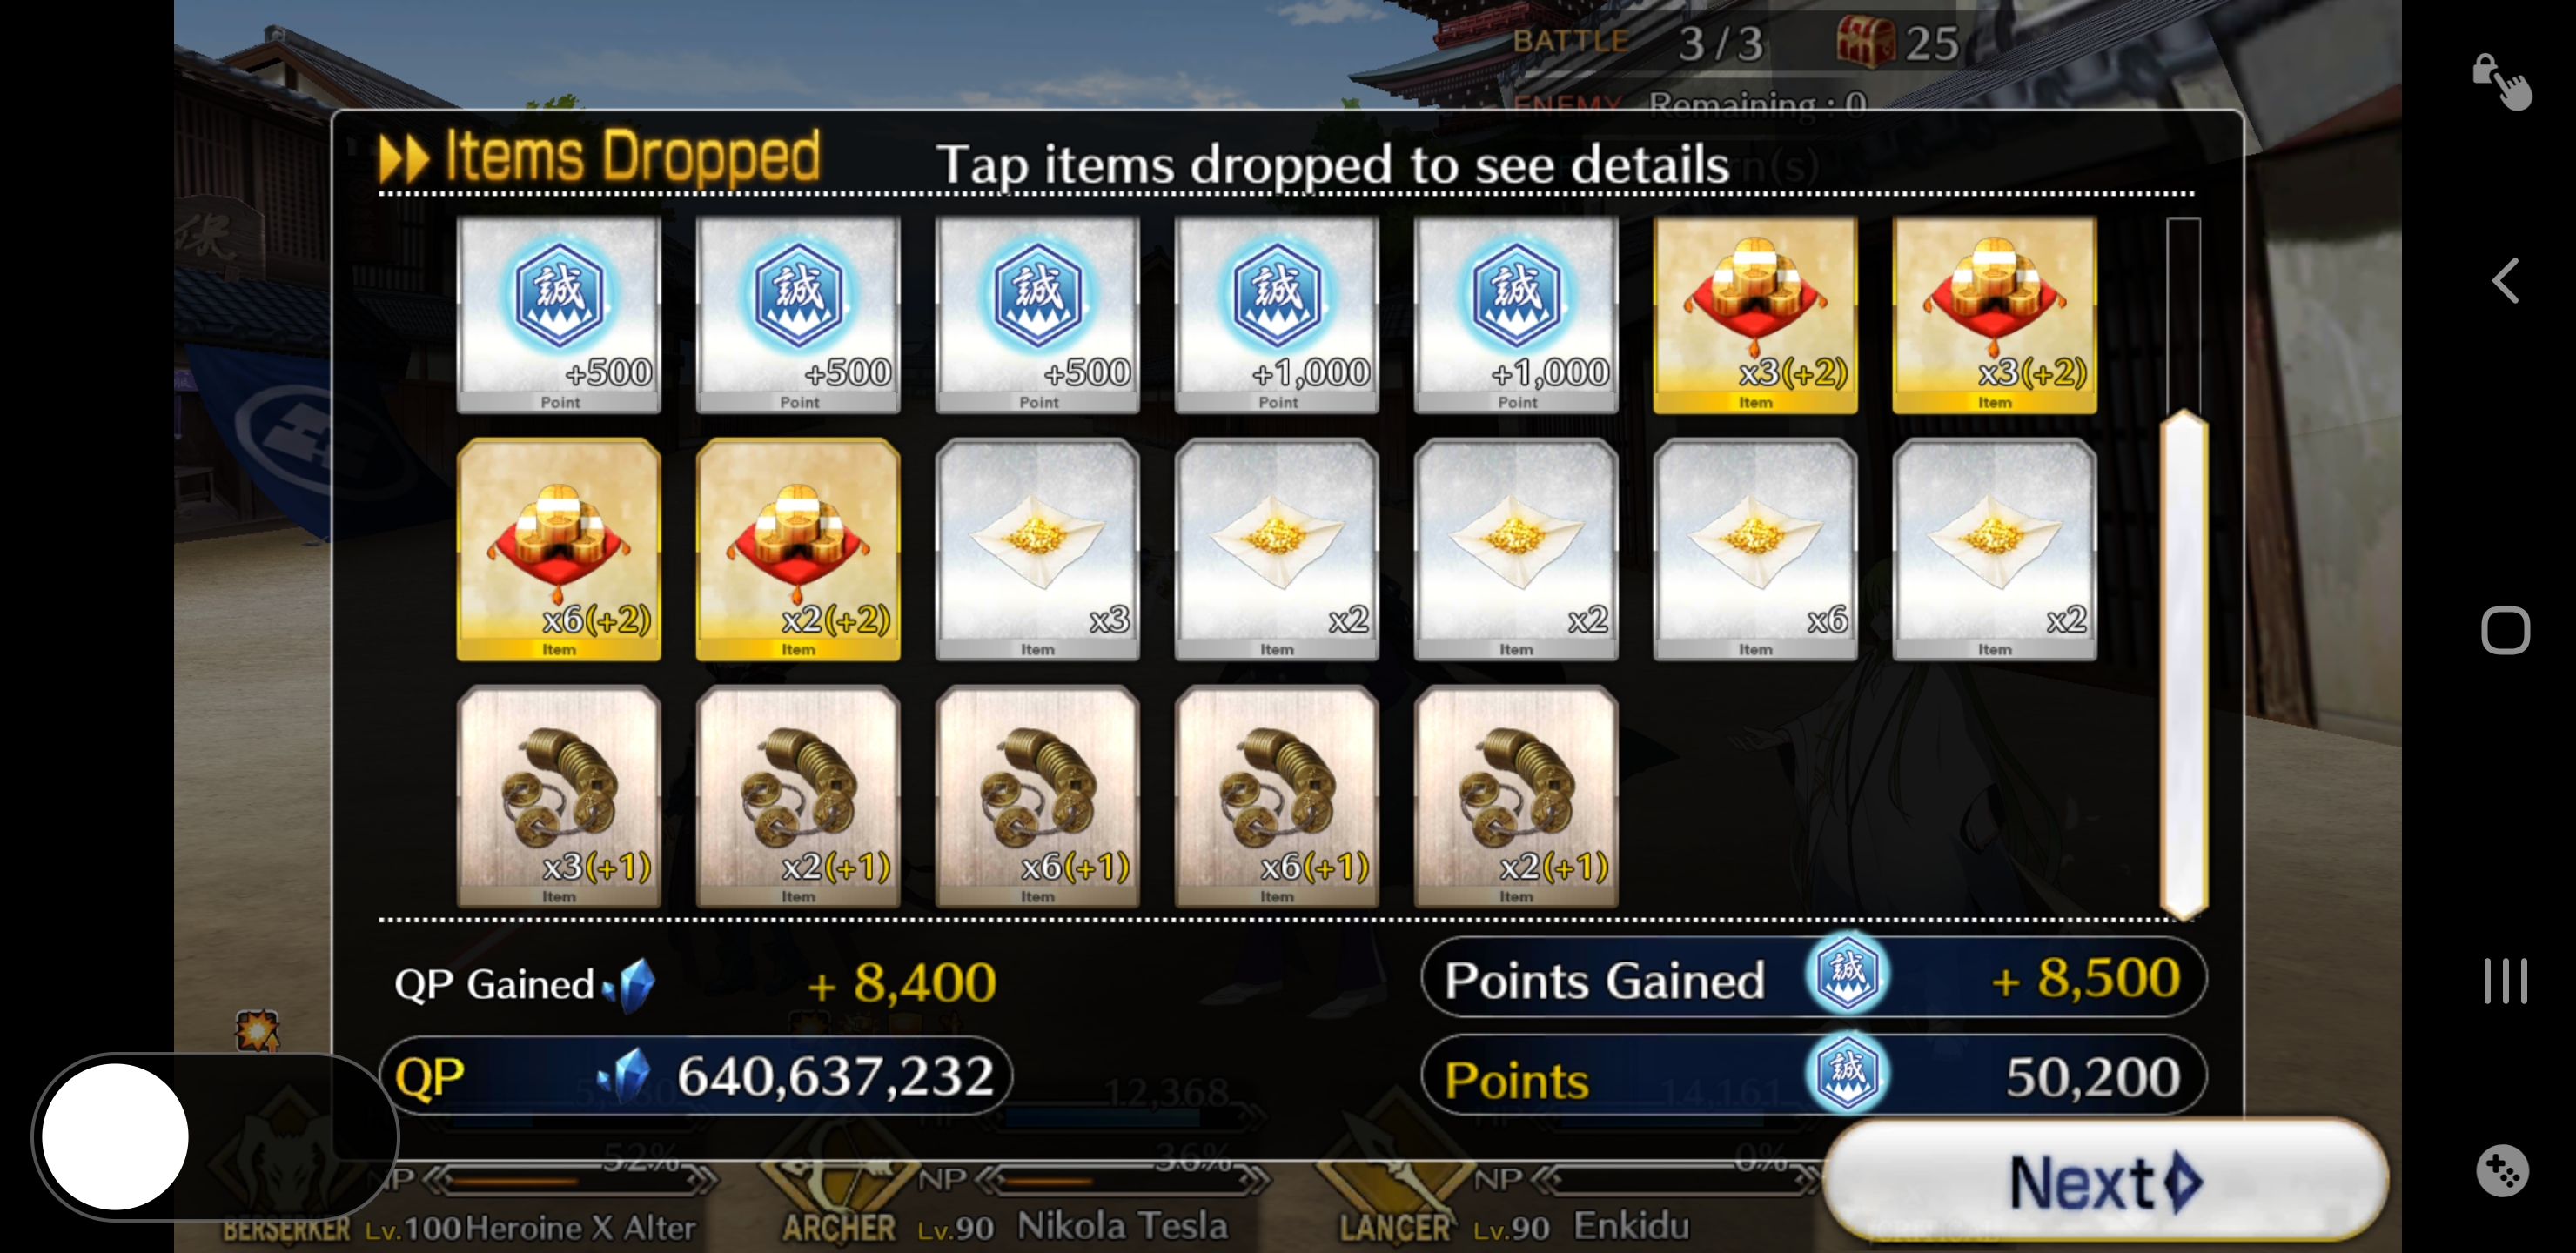 BATTLE 3/3 25
ENEMY Remaining : 0
Items Dropped Tap items dropped to see details
誠 誠 誠 誠 誠
+500 +500 +500 +1,000 +1,000 x3(+2) x3(+2)
Point Point Point Point Point Item Item
x6(+2) x2(+2) x3 x2 x2 x6 x2
Item Item Item Item Item Item Item
x3(+1) x2(+1) x6(+1) x6(+1) x2(+1)
Item Item Item Item Item
QP Gained + 8,400 Points Gained 誠 + 8,500
QP 640,637,232 Points 誠 50,200
12,368 14,161
NP 52% NP 36% NP 0%
Next
BERSERKER Lv.100 Heroine X Alter ARCHER Lv.90 Nikola Tesla LANCER Lv.90 Enkidu